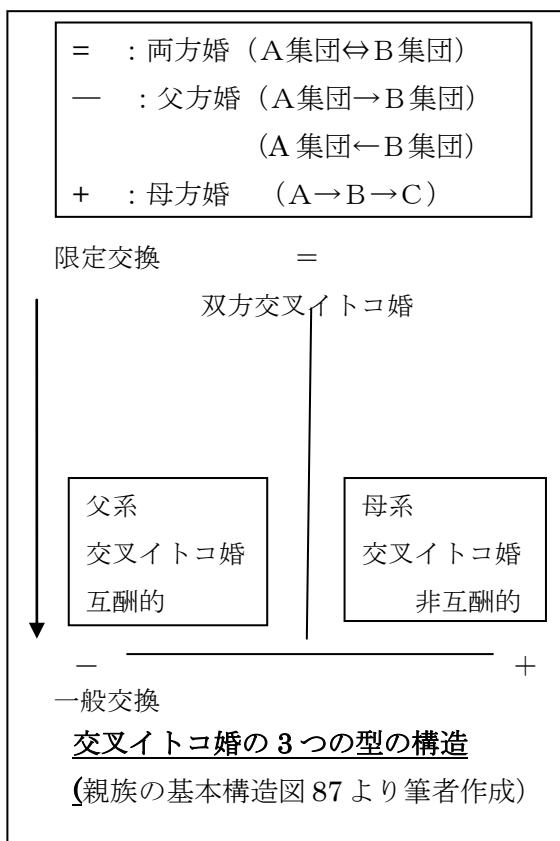 = ：両方婚（A集団⇔B集団）
― ：父方婚（A集団→B集団）
（A集団←B集団）
+ ：母方婚 （A→B→C）
限定交換 =
双方交叉イトコ婚
父系
交叉イトコ婚
互酬的
母系
交叉イトコ婚
非互酬的
− +
一般交換
交叉イトコ婚の3つの型の構造
(親族の基本構造図87より筆者作成）